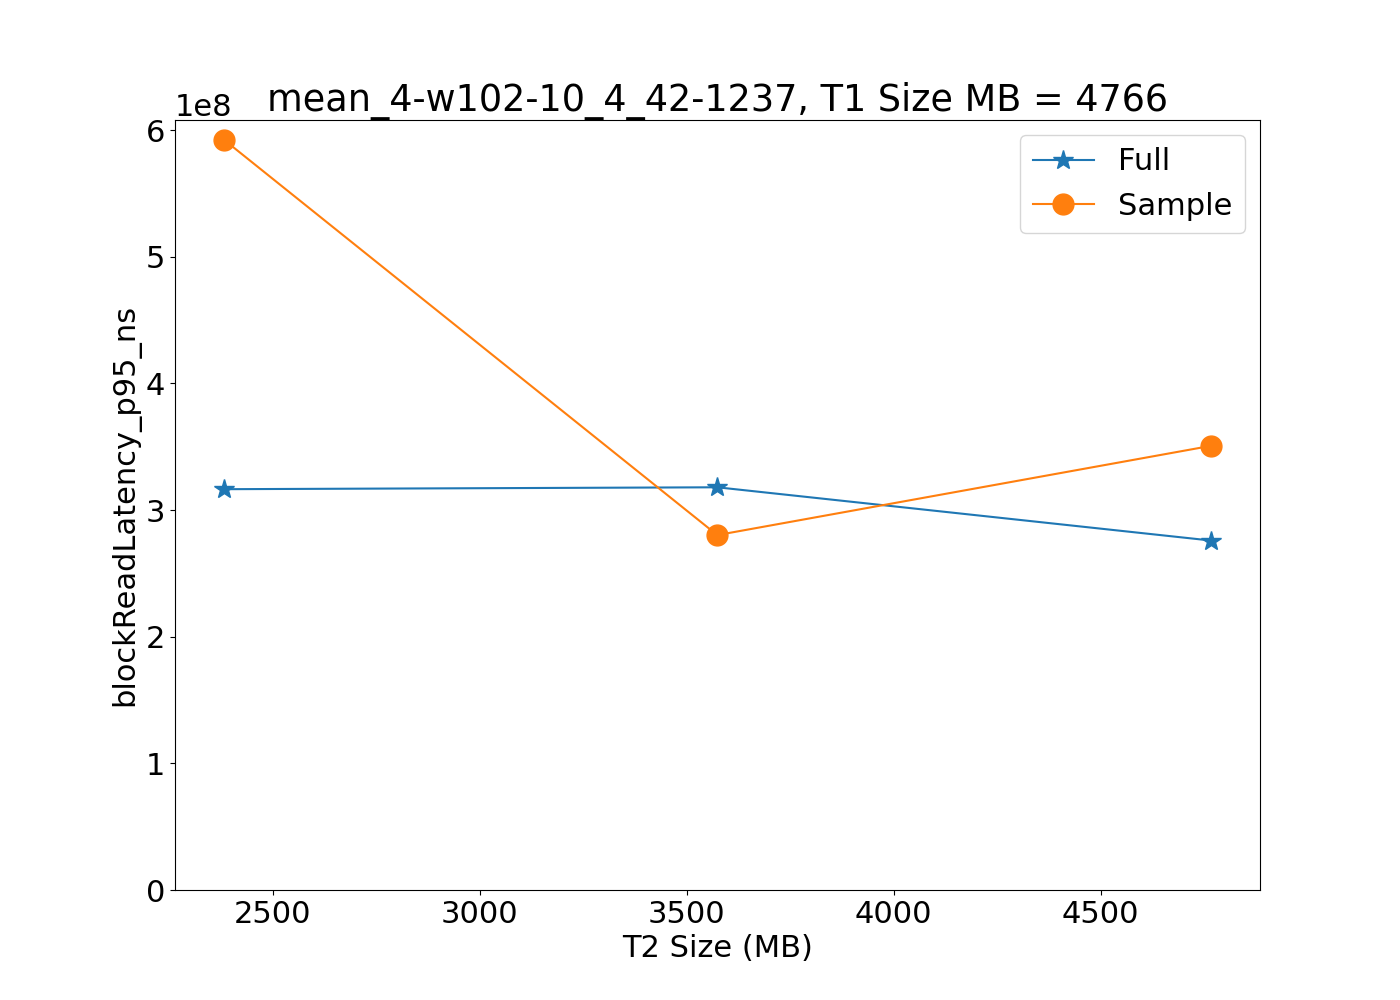 1e8
mean_4-w102-10_4_42-1237, T1 Size MB = 4766
Full
Sample
6
5
4
3
2
1
0
blockReadLatency_p95_ns
2500 3000 3500 4000 4500
T2 Size (MB)